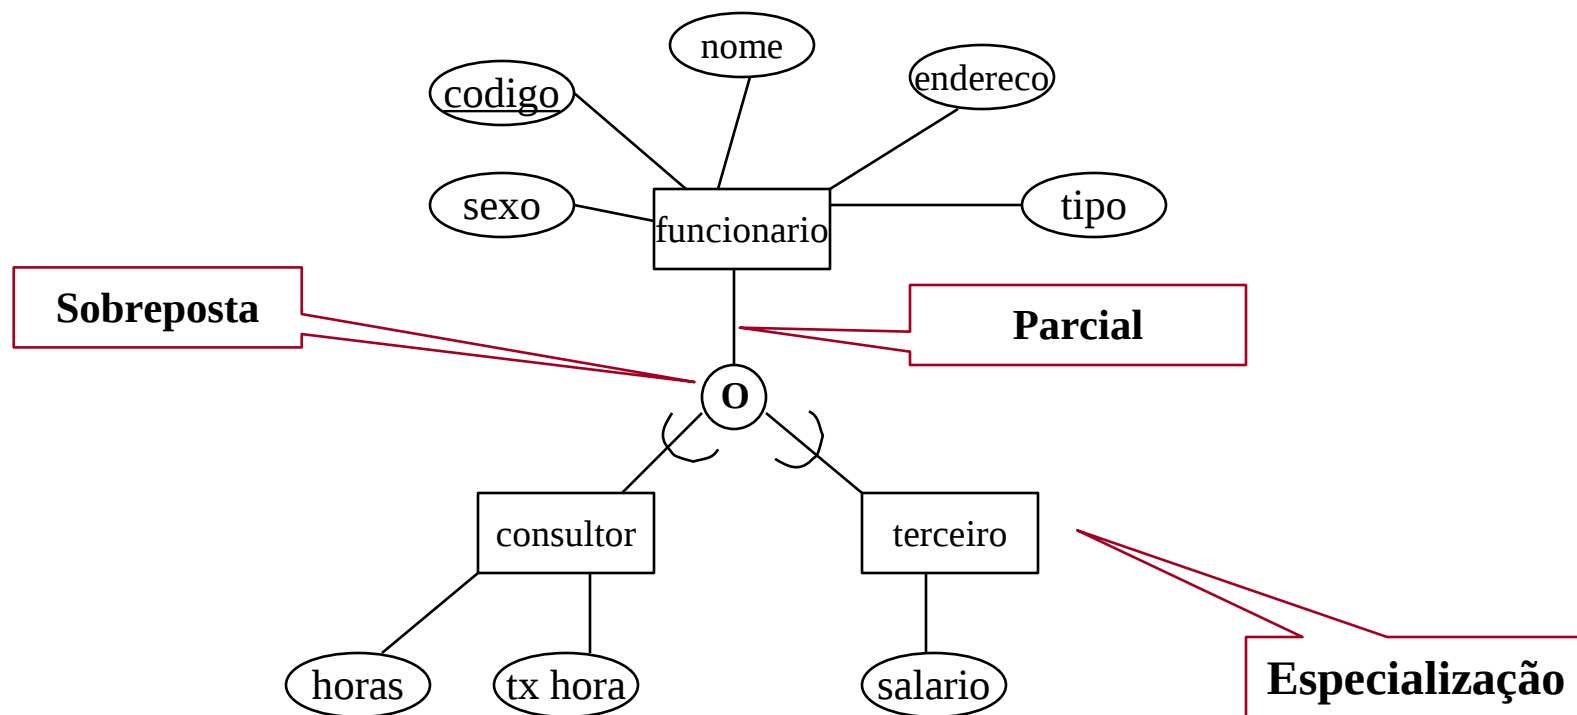 nome
endereco
codigo
sexo
tipo
funcionario
Sobreposta
Parcial
O
consultor
terceiro
horas
tx hora
salario
Especialização